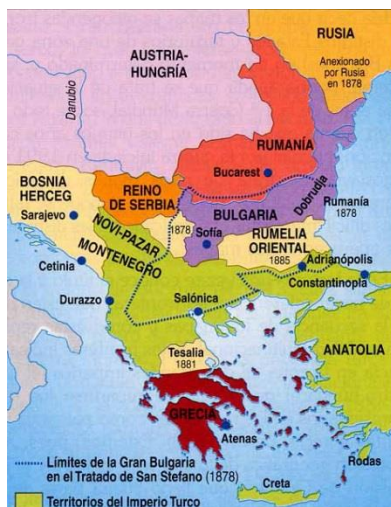 RUSIA
AUSTRIA-
HUNGRÍA
Anexionado
por Rusia
en 1878
Danubio
RUMANÍA
Bucarest
BOSNIA
HERCEG
Sarajevo
REINO
DE SERBIA
Dobrudja
Rumanía
1878
NOVI-PAZAR
1878
BULGARIA
Sofía
RUMELIA
ORIENTAL
1885
MONTENEGRO
Adrianópolis
Cetinia
Constantinopla
Durazzo
Salónica
Tesalia
1881
ANATOLIA
GRECIA
Atenas
Límites de la Gran Bulgaria
en el Tratado de San Stefano (1878)
Rodas
Creta
Territorios del Imperio Turco